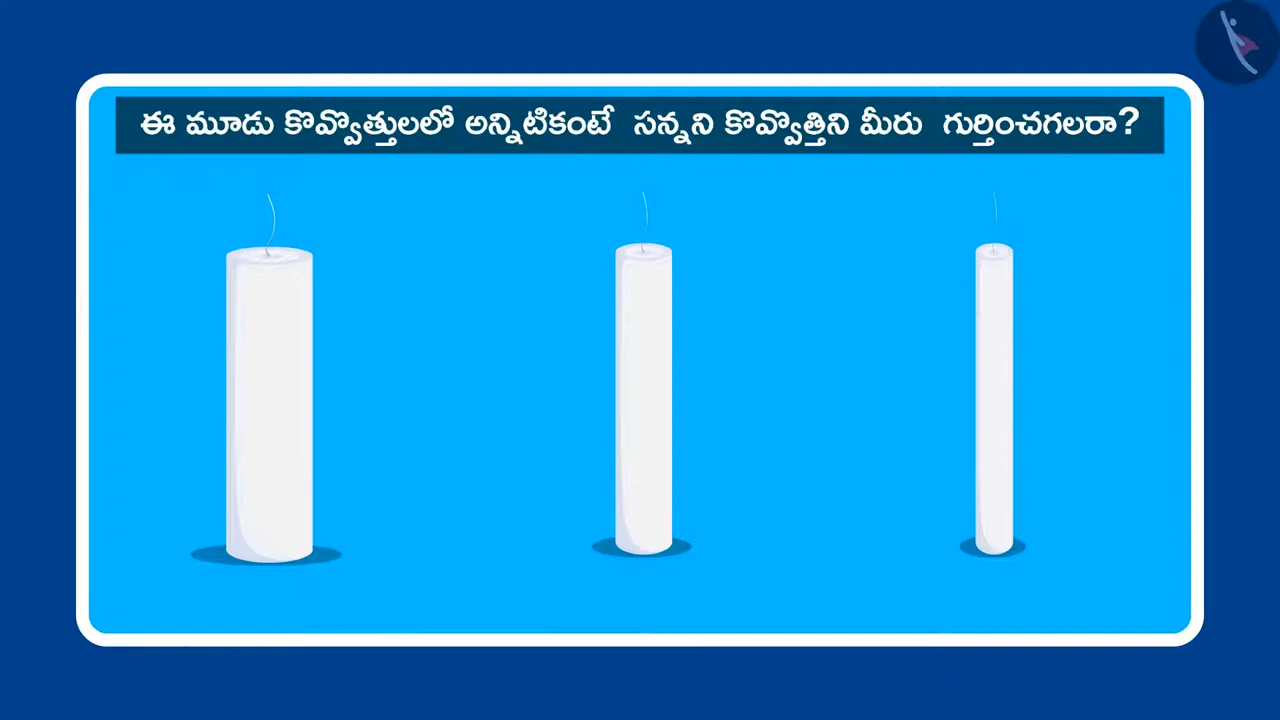 ఈ మూడు కొవ్వొత్తులలో అన్నిటికంటే సన్నని కొవ్వొత్తిని మీరు గుర్తించగలరా?